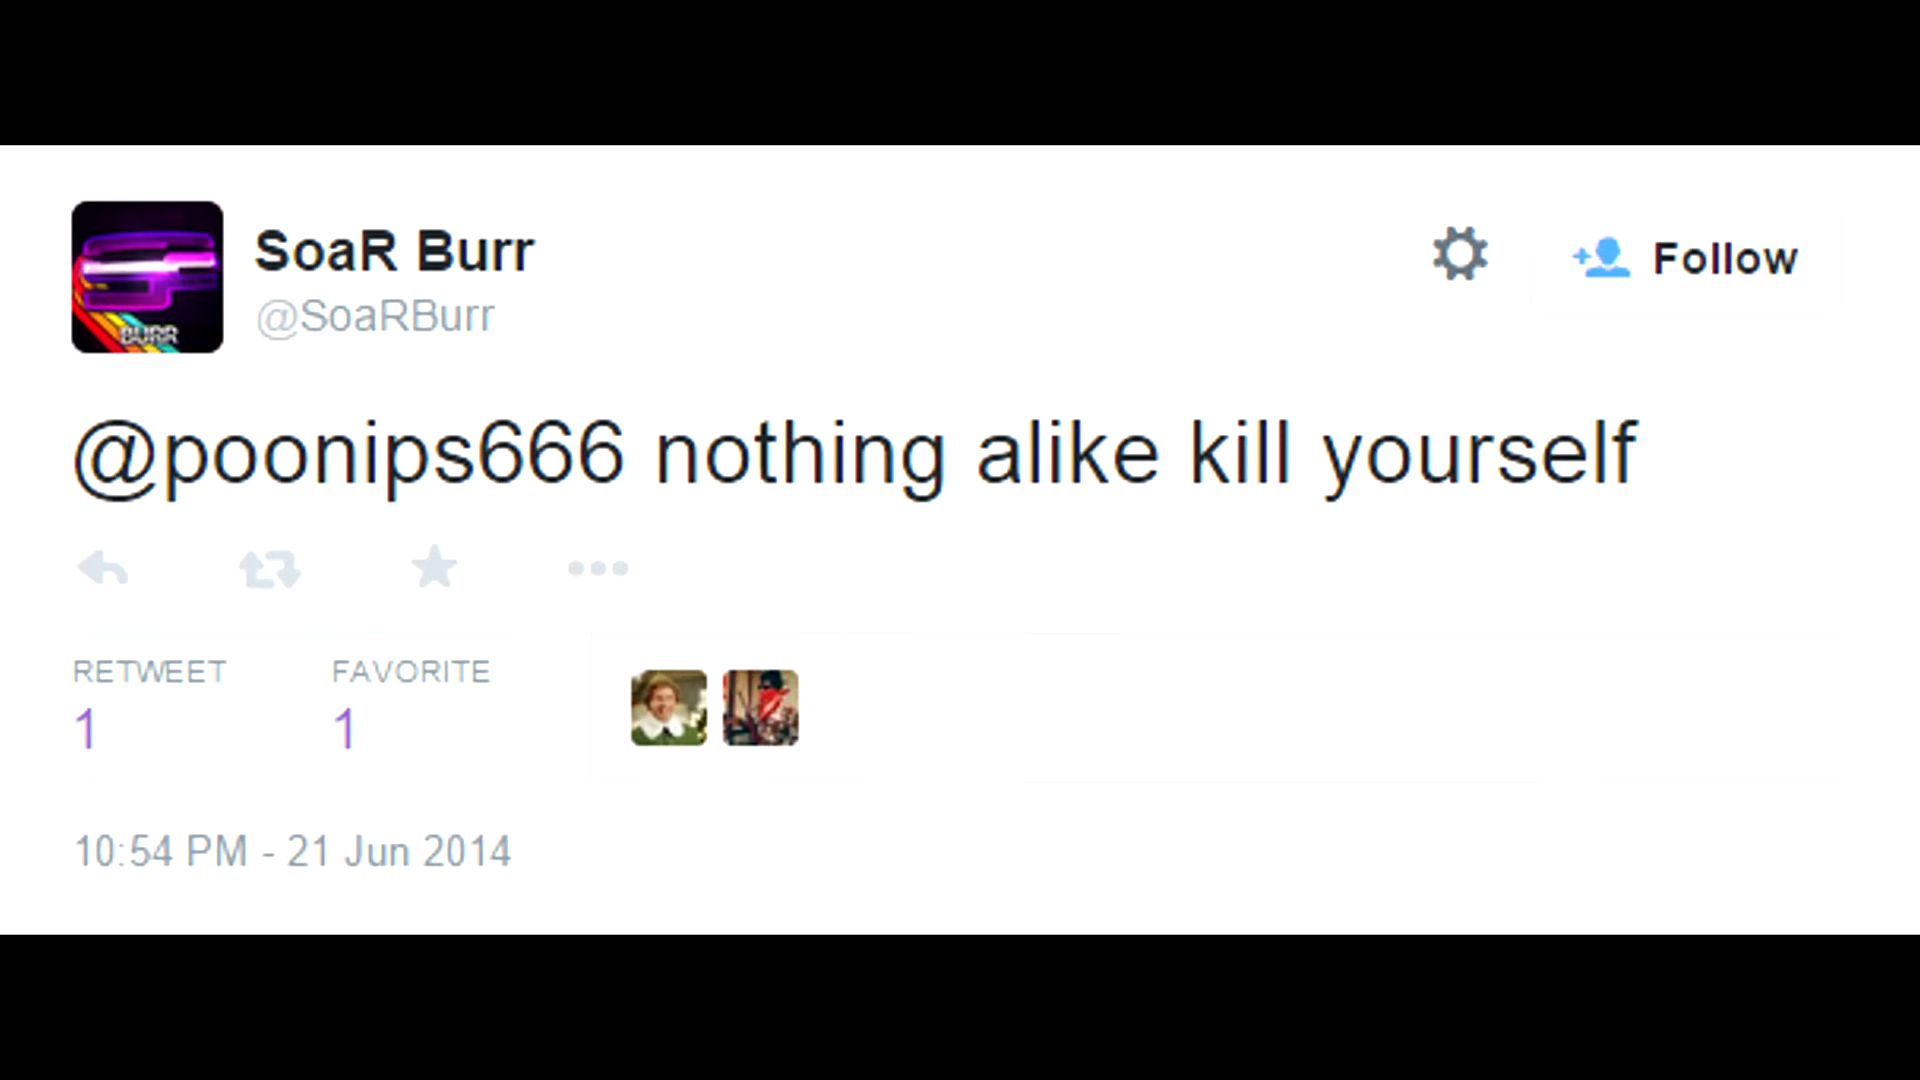 SoaR Burr
@SoaRBurr
Follow
BURR
@poonips666 nothing alike kill yourself
RETWEET
FAVORITE
1
1
10:54 PM - 21 Jun 2014